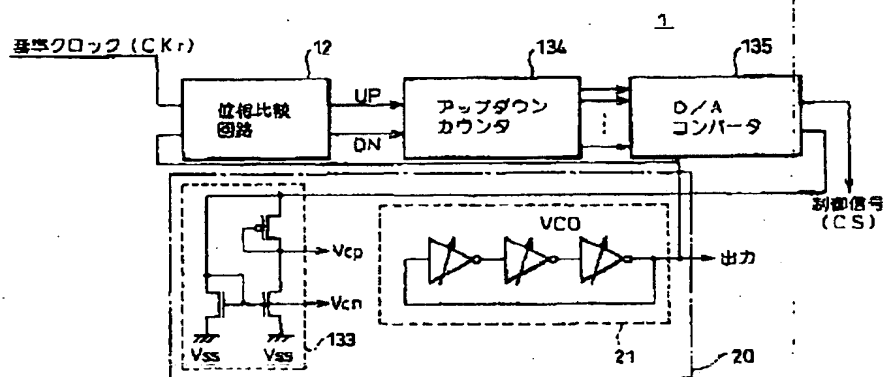 1
基準クロック (CKr)
12
134
135
位相比較
回路
UP
DN
アップダウン
カウンタ
D/A
コンバータ
制御信号
(CS)
VCO
Vcp
出力
Vcn
Vss
Vss
133
21
20